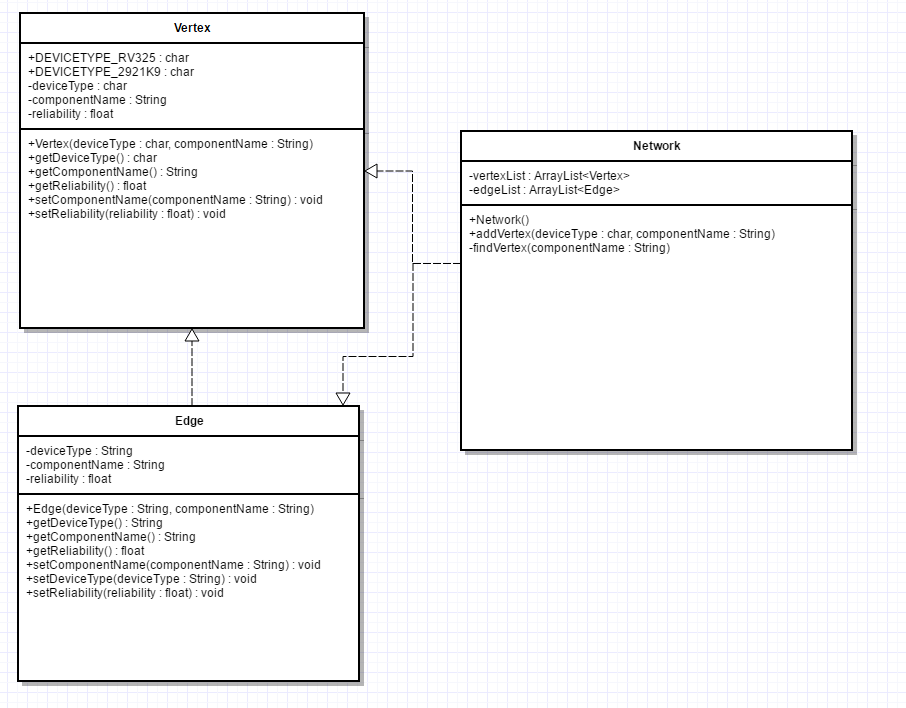 Vertex
+DEVICETYPE_RV325 : char
+DEVICETYPE_2921K9 : char
-deviceType : char
-componentName : String
-reliability : float
+Vertex(deviceType : char, componentName : String)
+getDeviceType() : char
+getComponentName() : String
+getReliability() : float
+setComponentName(componentName : String) : void
+setReliability(reliability : float) : void
Network
-vertexList : ArrayList<Vertex>
-edgeList : ArrayList<Edge>
+Network()
+addVertex(deviceType : char, componentName : String)
-findVertex(componentName : String)
Edge
-deviceType : String
-componentName : String
-reliability : float
+Edge(deviceType : String, componentName : String)
+getDeviceType() : String
+getComponentName() : String
+getReliability() : float
+setComponentName(componentName : String) : void
+setDeviceType(deviceType : String) : void
+setReliability(reliability : float) : void